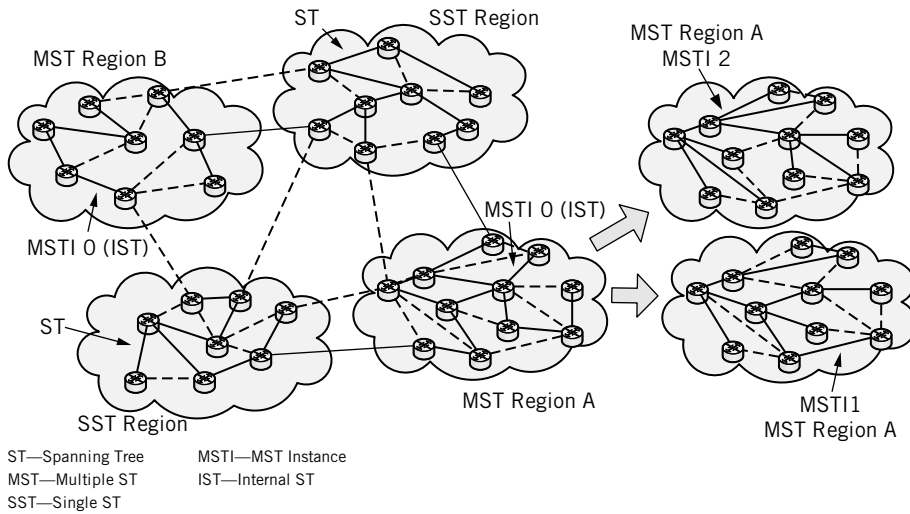 ST
SST Region
MST Region B
MST Region A
MSTI 2
MSTI 0 (IST)
MSTI 0 (IST)
ST
SST Region
MST Region A
MSTI1
MST Region A
ST—Spanning Tree
MSTI—MST Instance
MST—Multiple ST
IST—Internal ST
SST—Single ST